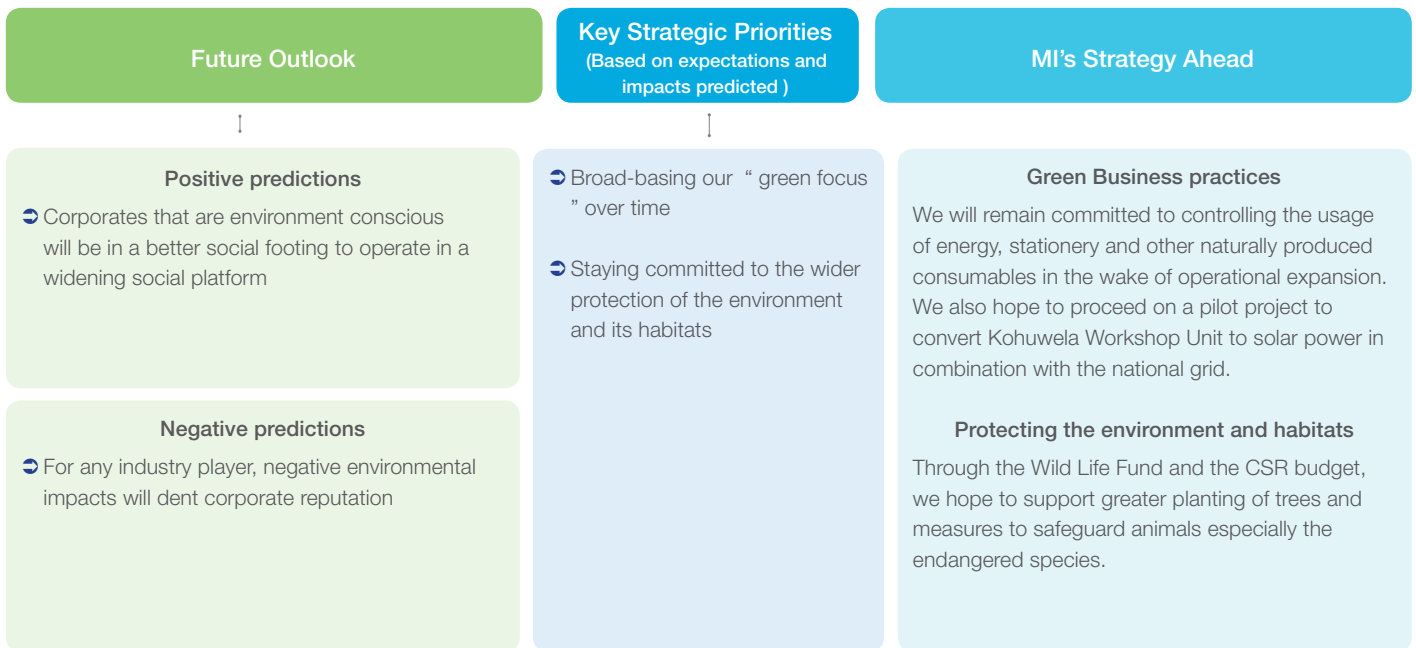 Future Outlook
Key Strategic Priorities
(Based on expectations and
impacts predicted )
MI's Strategy Ahead
Positive predictions
Corporates that are environment conscious
will be in a better social footing to operate in a
widening social platform
Negative predictions
For any industry player, negative environmental
impacts will dent corporate reputation
Broad-basing our “ green focus
” over time
Staying committed to the wider
protection of the environment
and its habitats
Green Business practices
We will remain committed to controlling the usage
of energy, stationery and other naturally produced
consumables in the wake of operational expansion.
We also hope to proceed on a pilot project to
convert Kohuwela Workshop Unit to solar power in
combination with the national grid.
Protecting the environment and habitats
Through the Wild Life Fund and the CSR budget,
we hope to support greater planting of trees and
measures to safeguard animals especially the
endangered species.